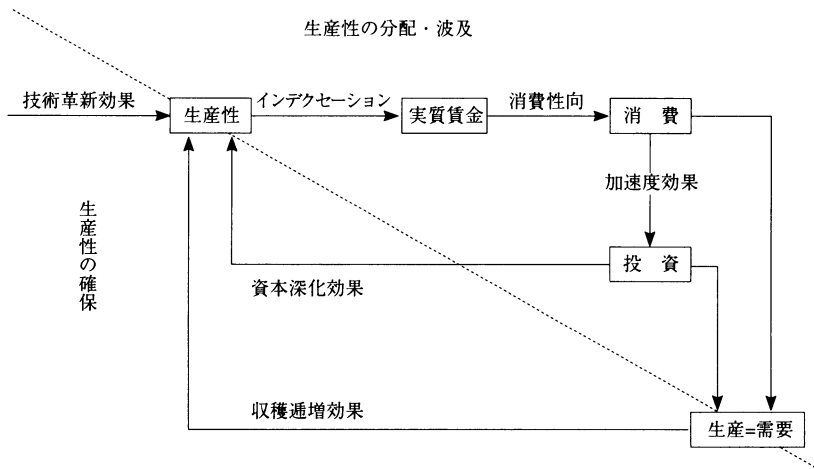 生産性の分配・波及
技術革新効果
生産性
インデクセーション
実質賃金
消費性向
消 費
加速度効果
生産性の確保
投 資
資本深化効果
収穫逓増効果
生産=需要